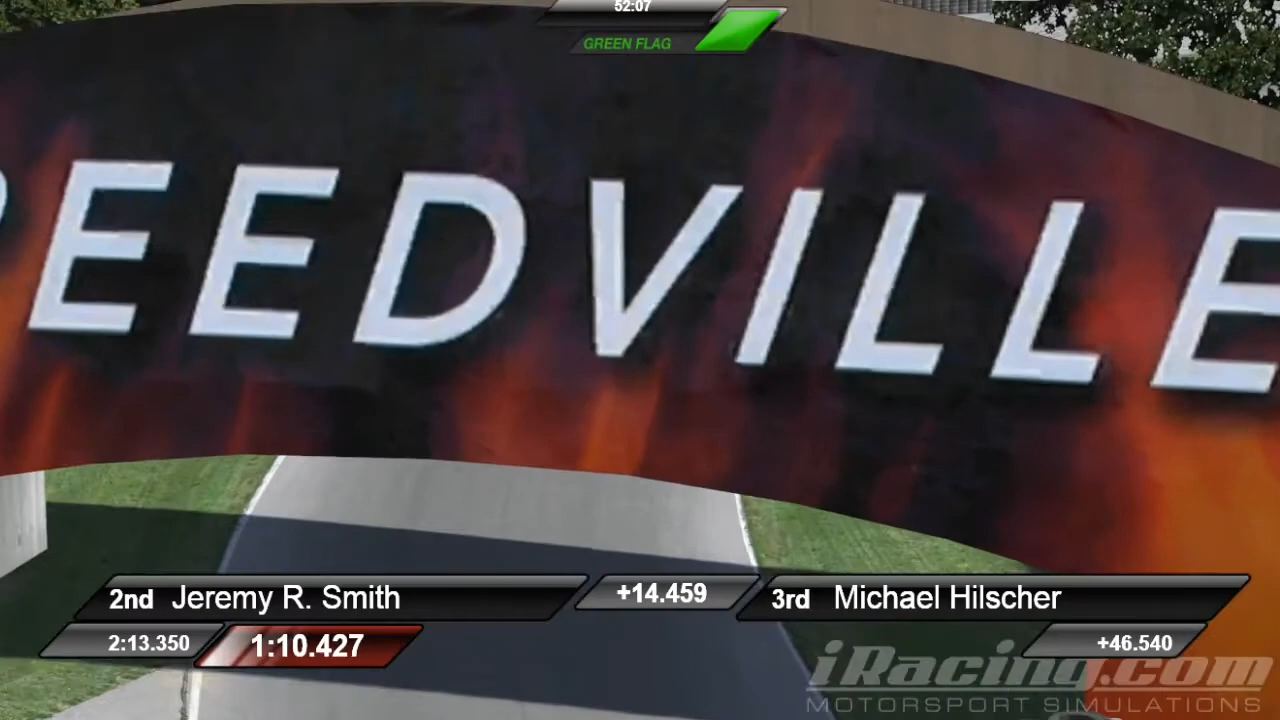 52:07
GREEN FLAG
EEDVILLE
2nd Jeremy R. Smith +14.459 3rd Michael Hilscher
2:13.350 1:10.427 +46.540
iRacing.com
MOTORSPORT SIMULATIONS